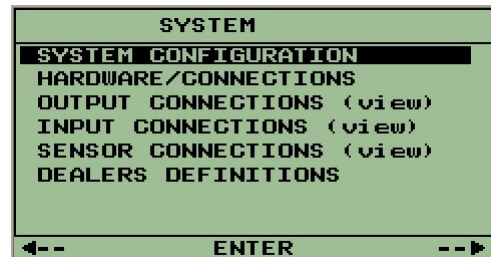 SYSTEM
SYSTEM CONFIGURATION
HARDWARE/CONNECTIONS
OUTPUT CONNECTIONS (view)
INPUT CONNECTIONS (view)
SENSOR CONNECTIONS (view)
DEALERS DEFINITIONS
◄-- ENTER --►